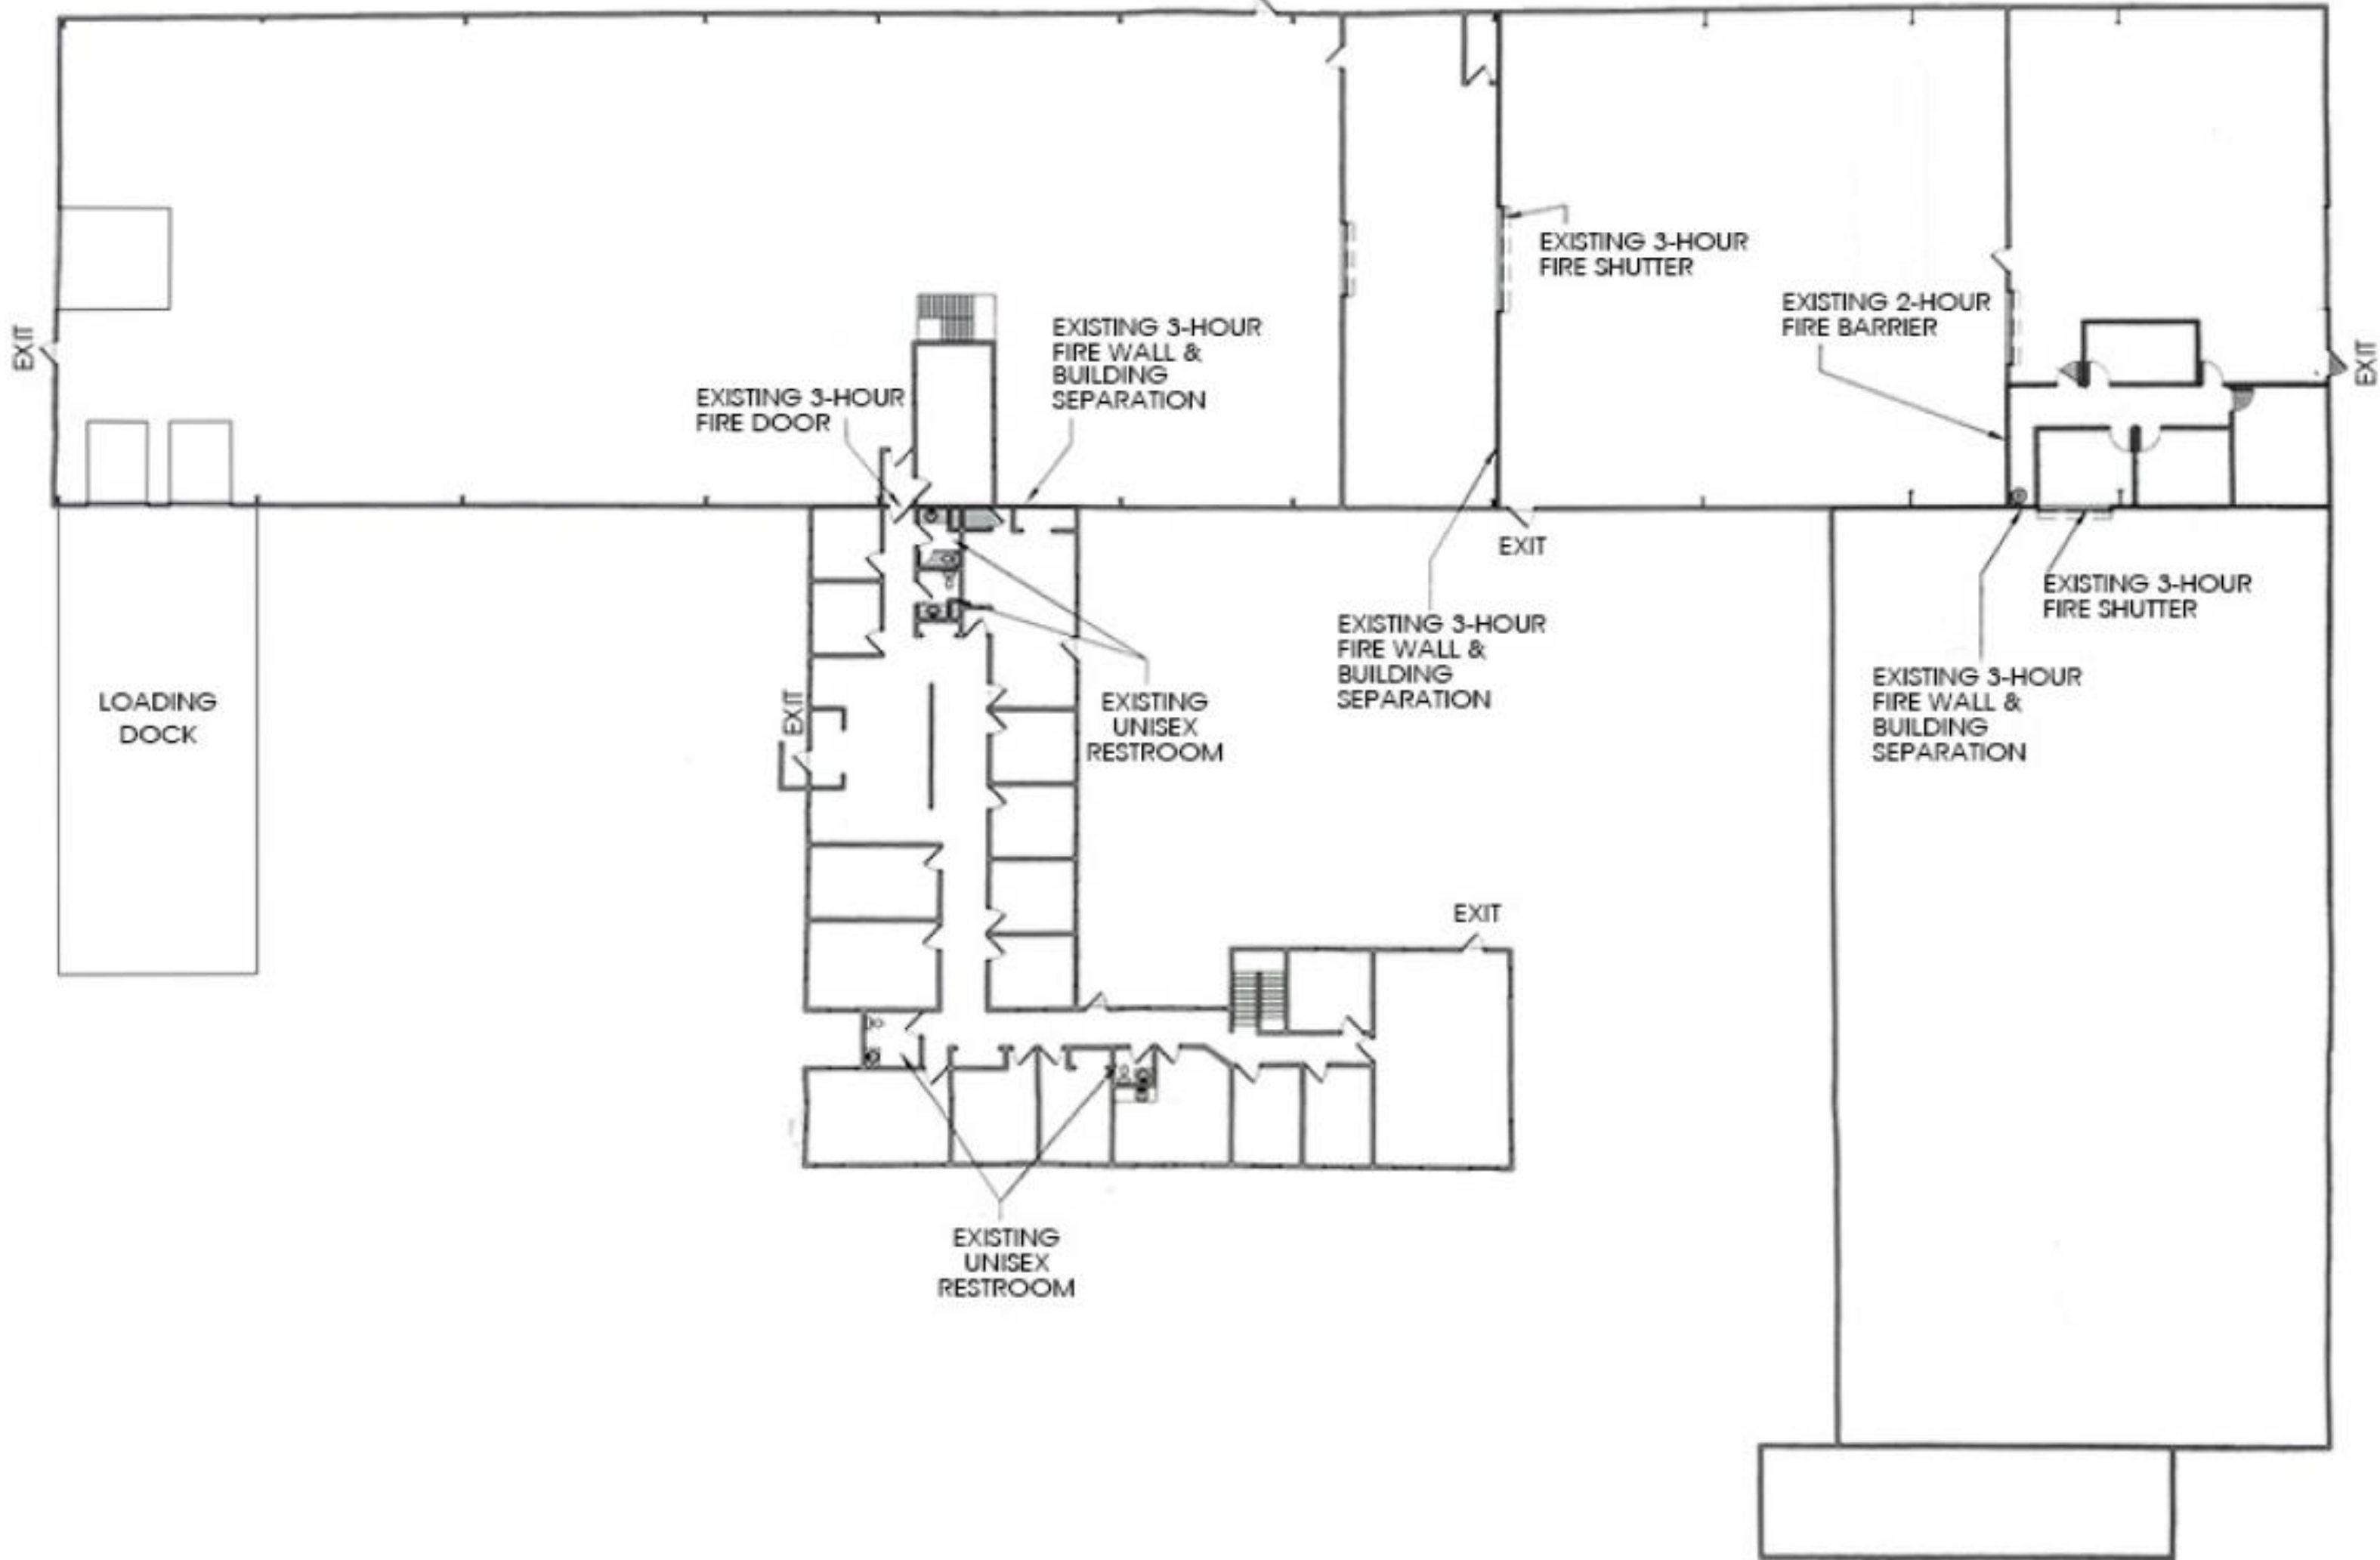 EXISTING 3-HOUR
FIRE SHUTTER
EXISTING 2-HOUR
FIRE BARRIER
EXISTING 3-HOUR
FIRE WALL &
BUILDING
SEPARATION
EXIT
EXIT
EXISTING 3-HOUR
FIRE DOOR
EXIT
EXISTING 3-HOUR
FIRE SHUTTER
EXISTING 3-HOUR
FIRE WALL &
BUILDING
SEPARATION
EXISTING 3-HOUR
FIRE WALL &
BUILDING
SEPARATION
LOADING
DOCK
EXIT
EXISTING
UNISEX
RESTROOM
EXIT
EXISTING
UNISEX
RESTROOM